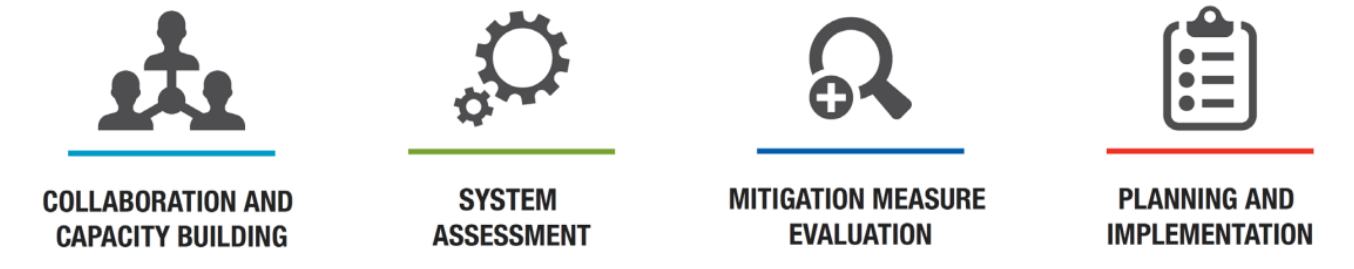 COLLABORATION AND
CAPACITY BUILDING
SYSTEM
ASSESSMENT
MITIGATION MEASURE
EVALUATION
PLANNING AND
IMPLEMENTATION